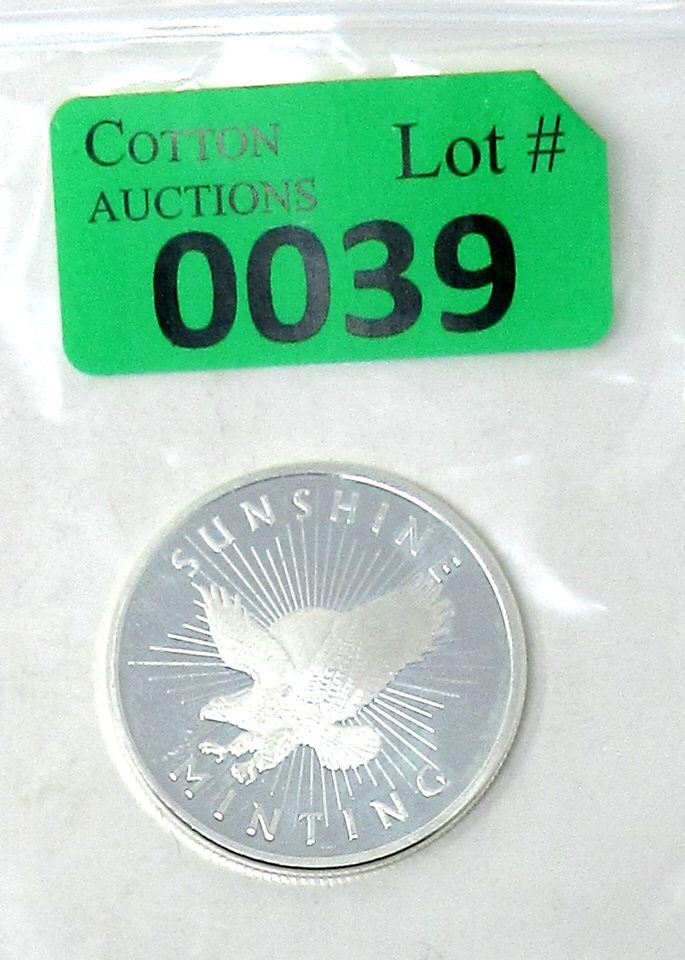 COTTON
AUCTIONS
Lot #
0039
SUNSHINE
MINTING